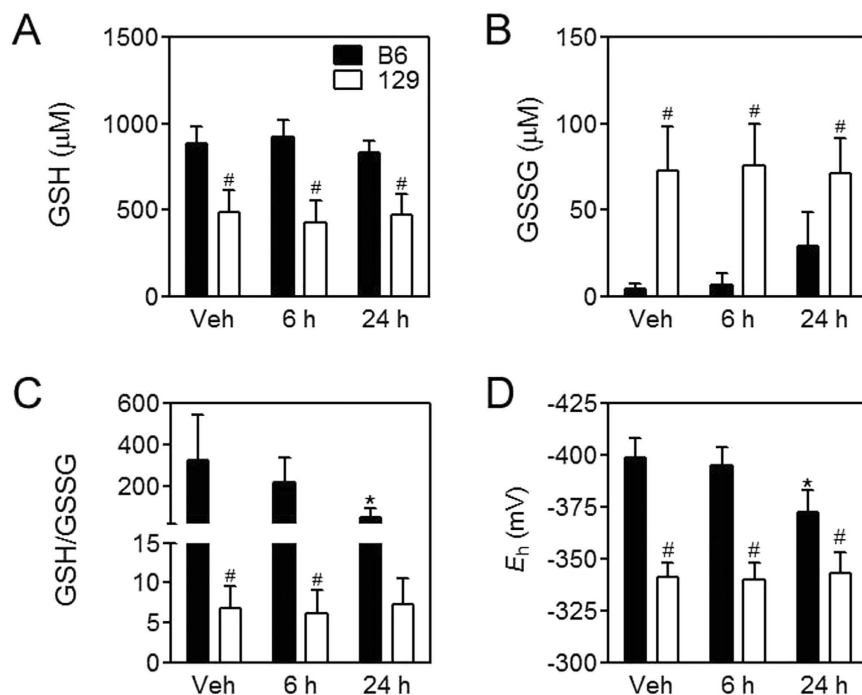 A
GSH (µM)
1500
1000
500
0
B6
129
#
#
#
Veh
6 h
24 h
B
GSSG (µM)
150
100
50
0
#
#
#
Veh
6 h
24 h
C
GSH/GSSG
600
400
200
15
10
5
0
*
#
#
Veh
6 h
24 h
D
Eh (mV)
-425
-400
-375
-350
-325
-300
*
#
#
#
Veh
6 h
24 h